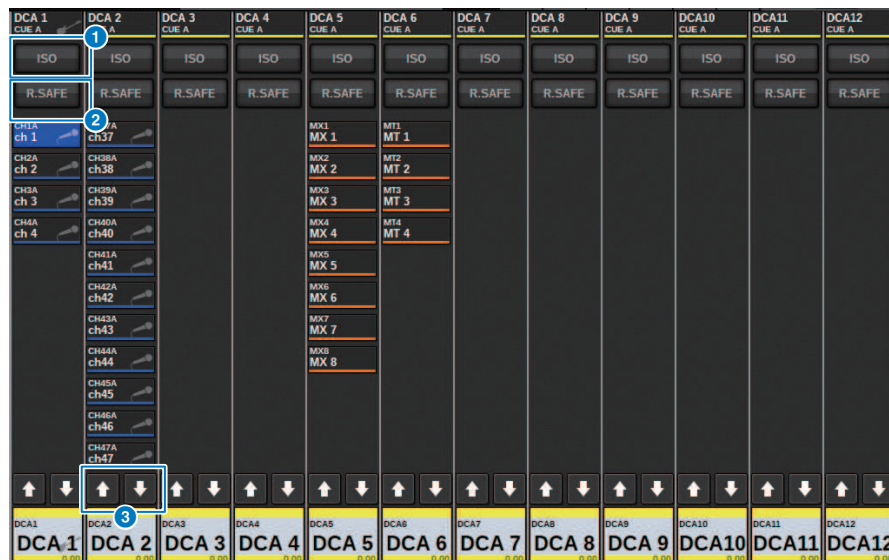 DCA 1 DCA 2 DCA 3 DCA 4 DCA 5 DCA 6 DCA 7 DCA 8 DCA 9 DCA10 DCA11 DCA12
CUE A CUE A CUE A CUE A CUE A CUE A CUE A CUE A CUE A CUE A CUE A
1
ISO ISO ISO ISO ISO ISO ISO ISO ISO ISO ISO ISO
R.SAFE R.SAFE R.SAFE R.SAFE R.SAFE R.SAFE R.SAFE R.SAFE R.SAFE R.SAFE R.SAFE R.SAFE
2
CH1A MX1 MT1
ch 1 ch37 MX 1 MT 1
CH2A CH38A MX2 MT2
ch 2 ch38 MX 2 MT 2
CH3A CH39A MX3 MT3
ch 3 ch39 MX 3 MT 3
CH4A CH40A MX4 MT4
ch 4 ch40 MX 4 MT 4
CH41A MX5
ch41 MX 5
CH42A MX6
ch42 MX 6
CH43A MX7
ch43 MX 7
CH44A MX8
ch44 MX 8
CH45A
ch45
CH46A
ch46
CH47A
ch47
3
DCA1 DCA2 DCA3 DCA4 DCA5 DCA6 DCA7 DCA8 DCA9 DCA10 DCA11 DCA12
DCA 1 DCA 2 DCA 3 DCA 4 DCA 5 DCA 6 DCA 7 DCA 8 DCA 9 DCA10 DCA11 DCA12